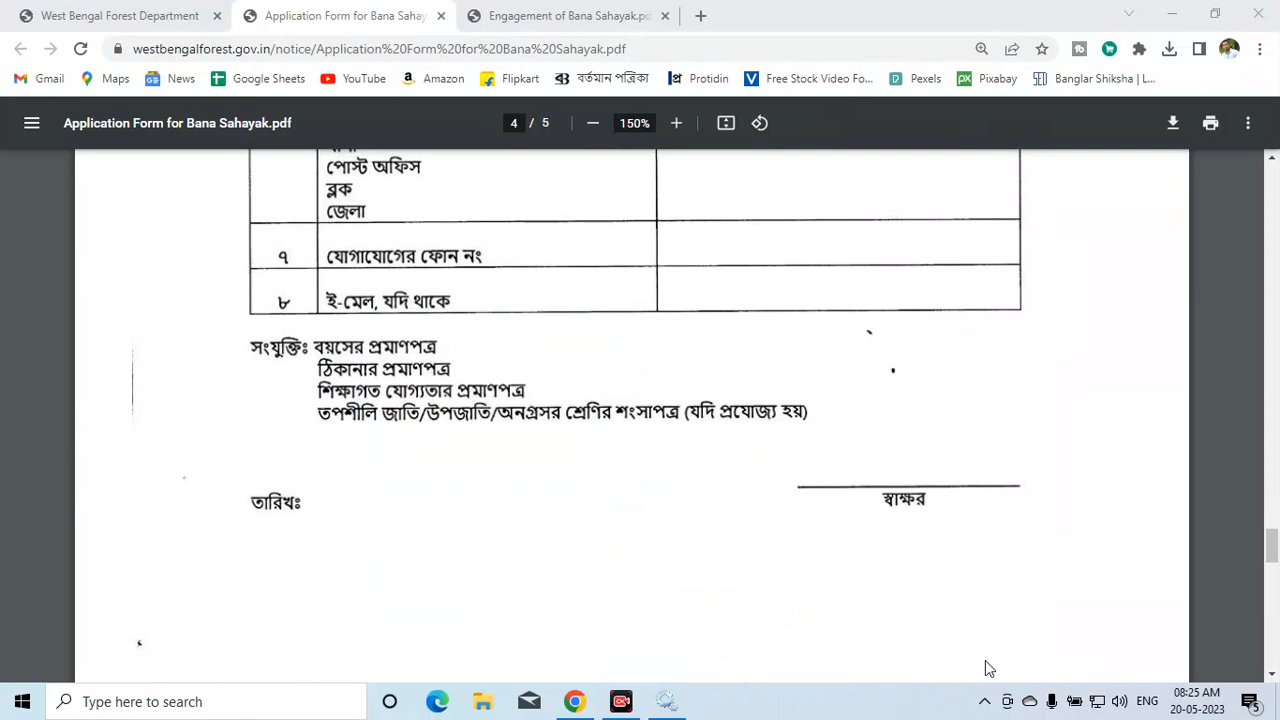 West Bengal Forest Department
Application Form for Bana Sahay
Engagement of Bana Sahayak.pd
westbengalforest.gov.in/notice/Application%20Form%20for%20Bana%20Sahayak.pdf
Gmail Maps News Google Sheets YouTube Amazon Flipkart বর্তমান পত্রিকা Protidin Free Stock Video Fo... Pexels Pixabay Banglar Shiksha | L...
Application Form for Bana Sahayak.pdf 4 / 5 150%
পোস্ট অফিস
ব্লক
জেলা
৭ যোগাযোগের ফোন নং
৮ ই-মেল, যদি থাকে
সংযুক্তিঃ বয়সের প্রমাণপত্র
ঠিকানার প্রমাণপত্র
শিক্ষাগত যোগ্যতার প্রমাণপত্র
তপশীলি জাতি/উপজাতি/অনগ্রসর শ্রেণির শংসাপত্র (যদি প্রযোজ্য হয়)
তারিখঃ
স্বাক্ষর
Type here to search
ENG
08:25 AM
20-05-2023
5